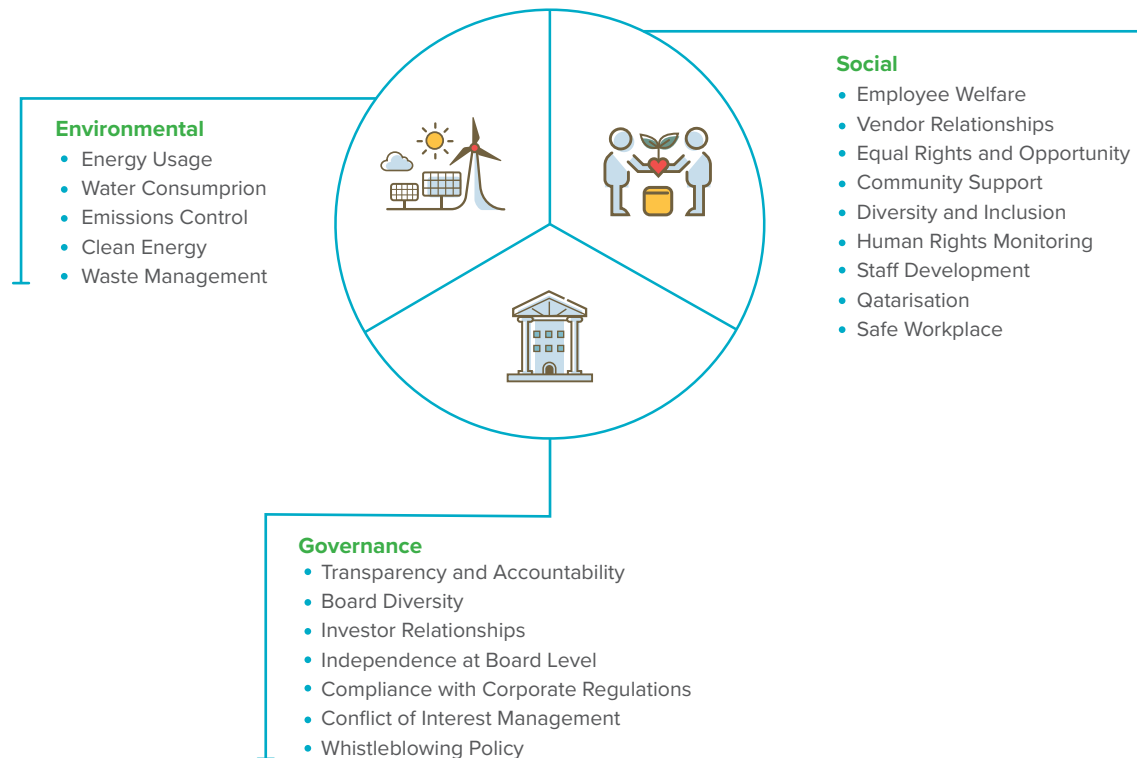 Environmental
• Energy Usage
• Water Consumprion
• Emissions Control
• Clean Energy
• Waste Management
Social
• Employee Welfare
• Vendor Relationships
• Equal Rights and Opportunity
• Community Support
• Diversity and Inclusion
• Human Rights Monitoring
• Staff Development
• Qatarisation
• Safe Workplace
Governance
• Transparency and Accountability
• Board Diversity
• Investor Relationships
• Independence at Board Level
• Compliance with Corporate Regulations
• Conflict of Interest Management
• Whistleblowing Policy